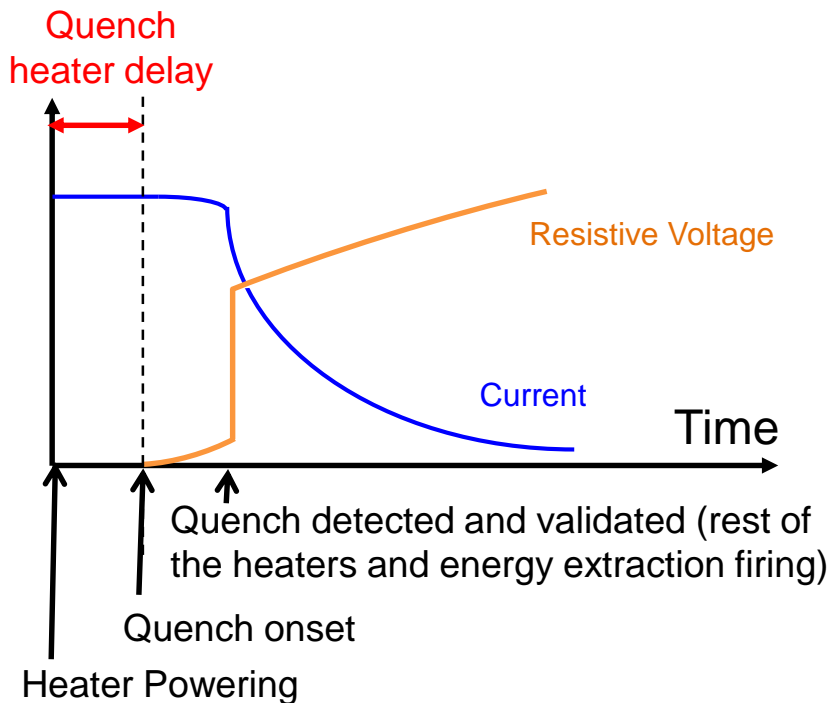 Quench
heater delay
Resistive Voltage
Current
Time
Quench detected and validated (rest of
the heaters and energy extraction firing)
Quench onset
Heater Powering